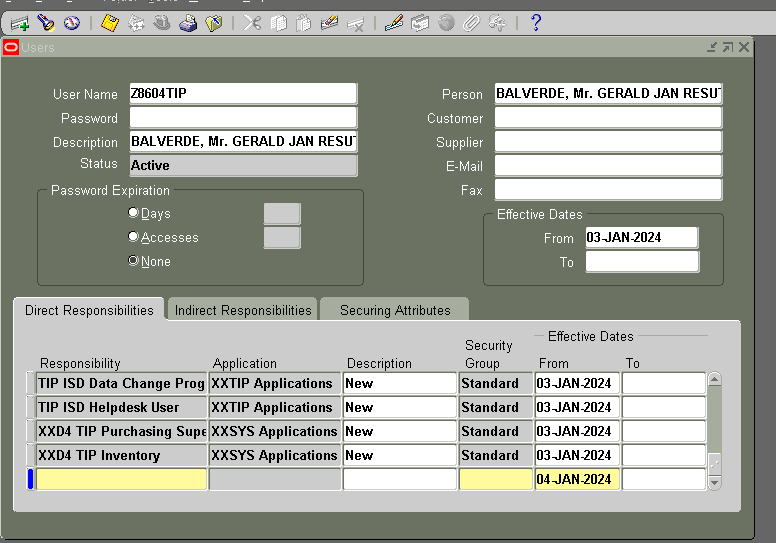 Users
User Name Z8604TIP
Password
Description BALVERDE, Mr. GERALD JAN RESU
Status Active
Person BALVERDE, Mr. GERALD JAN RESU
Customer
Supplier
E-Mail
Fax
Password Expiration
Days
Accesses
None
Effective Dates
From 03-JAN-2024
To
Direct Responsibilities Indirect Responsibilities Securing Attributes
Effective Dates
Responsibility Application Description Security Group From To
TIP ISD Data Change Prog XXTIP Applications New Standard 03-JAN-2024
TIP ISD Helpdesk User XXTIP Applications New Standard 03-JAN-2024
XXD4 TIP Purchasing Supe XXSYS Applications New Standard 03-JAN-2024
XXD4 TIP Inventory XXSYS Applications New Standard 03-JAN-2024
04-JAN-2024